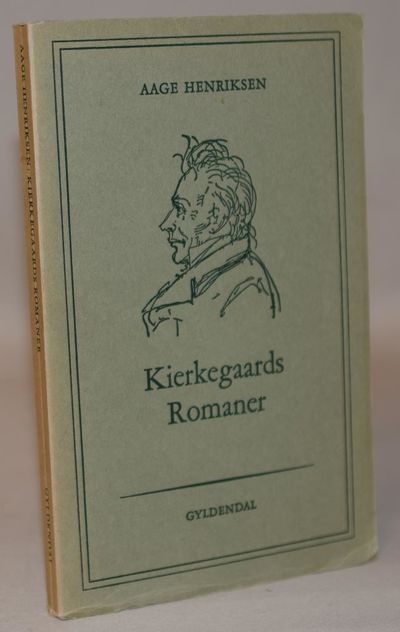 AAGE HENRIKSEN
Kierkegaards
Romaner
GYLDENDAL
AAGE HENRIKSEN: KIERKEGAARDS ROMANER
GYLDENDAL